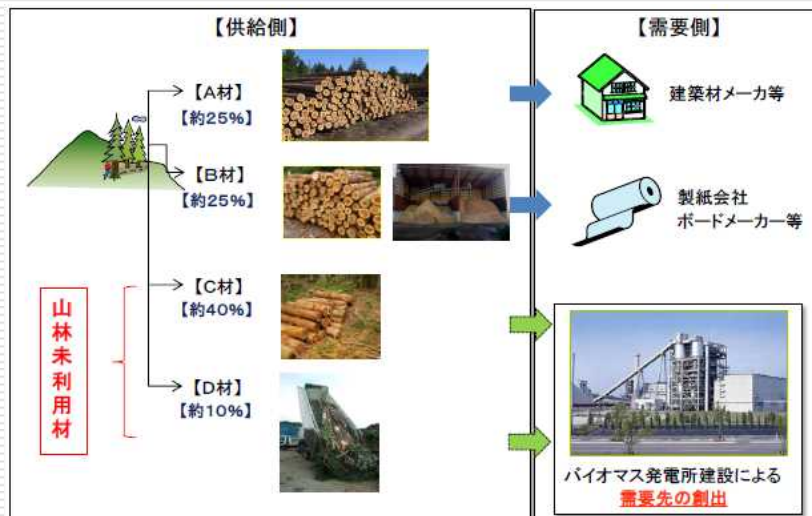 【供給側】
【需要側】
【A材】
【約25%】
建築材メーカ等
【B材】
【約25%】
製紙会社
ボードメーカー等
山林未利用材
【C材】
【約40%】
【D材】
【約10%】
バイオマス発電所建設による
需要先の創出